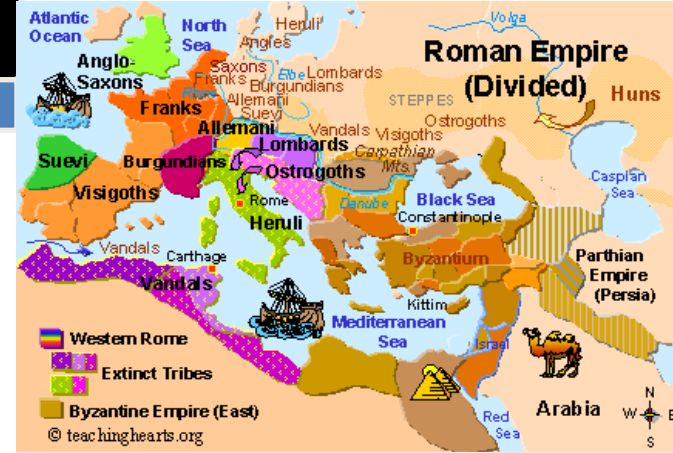 Atlantic
Ocean
North
Sea
Heruli
Angles
Volga
Roman Empire
(Divided)
Anglo-
Saxons
Saxons
Franks
Elbe
Lombards
Burgundians
Rhine
Allemani
Suevi
STEPPES
Huns
Franks
Allemani
Vandals
Visigoths
Ostrogoths
Lombards
Carpathian
Mts.
Suevi
Burgundians
Ostrogoths
Caspian
Sea
Visigoths
Rome
Danube
Black Sea
Constantinople
Heruli
Vandals
Carthage
Byzantium
Parthian
Empire
(Persia)
Vandals
Kittim
Mediterranean
Sea
Israel
Western Rome
Extinct Tribes
Byzantine Empire (East)
© teachinghearts.org
Red
Sea
Arabia
N
W
E
S